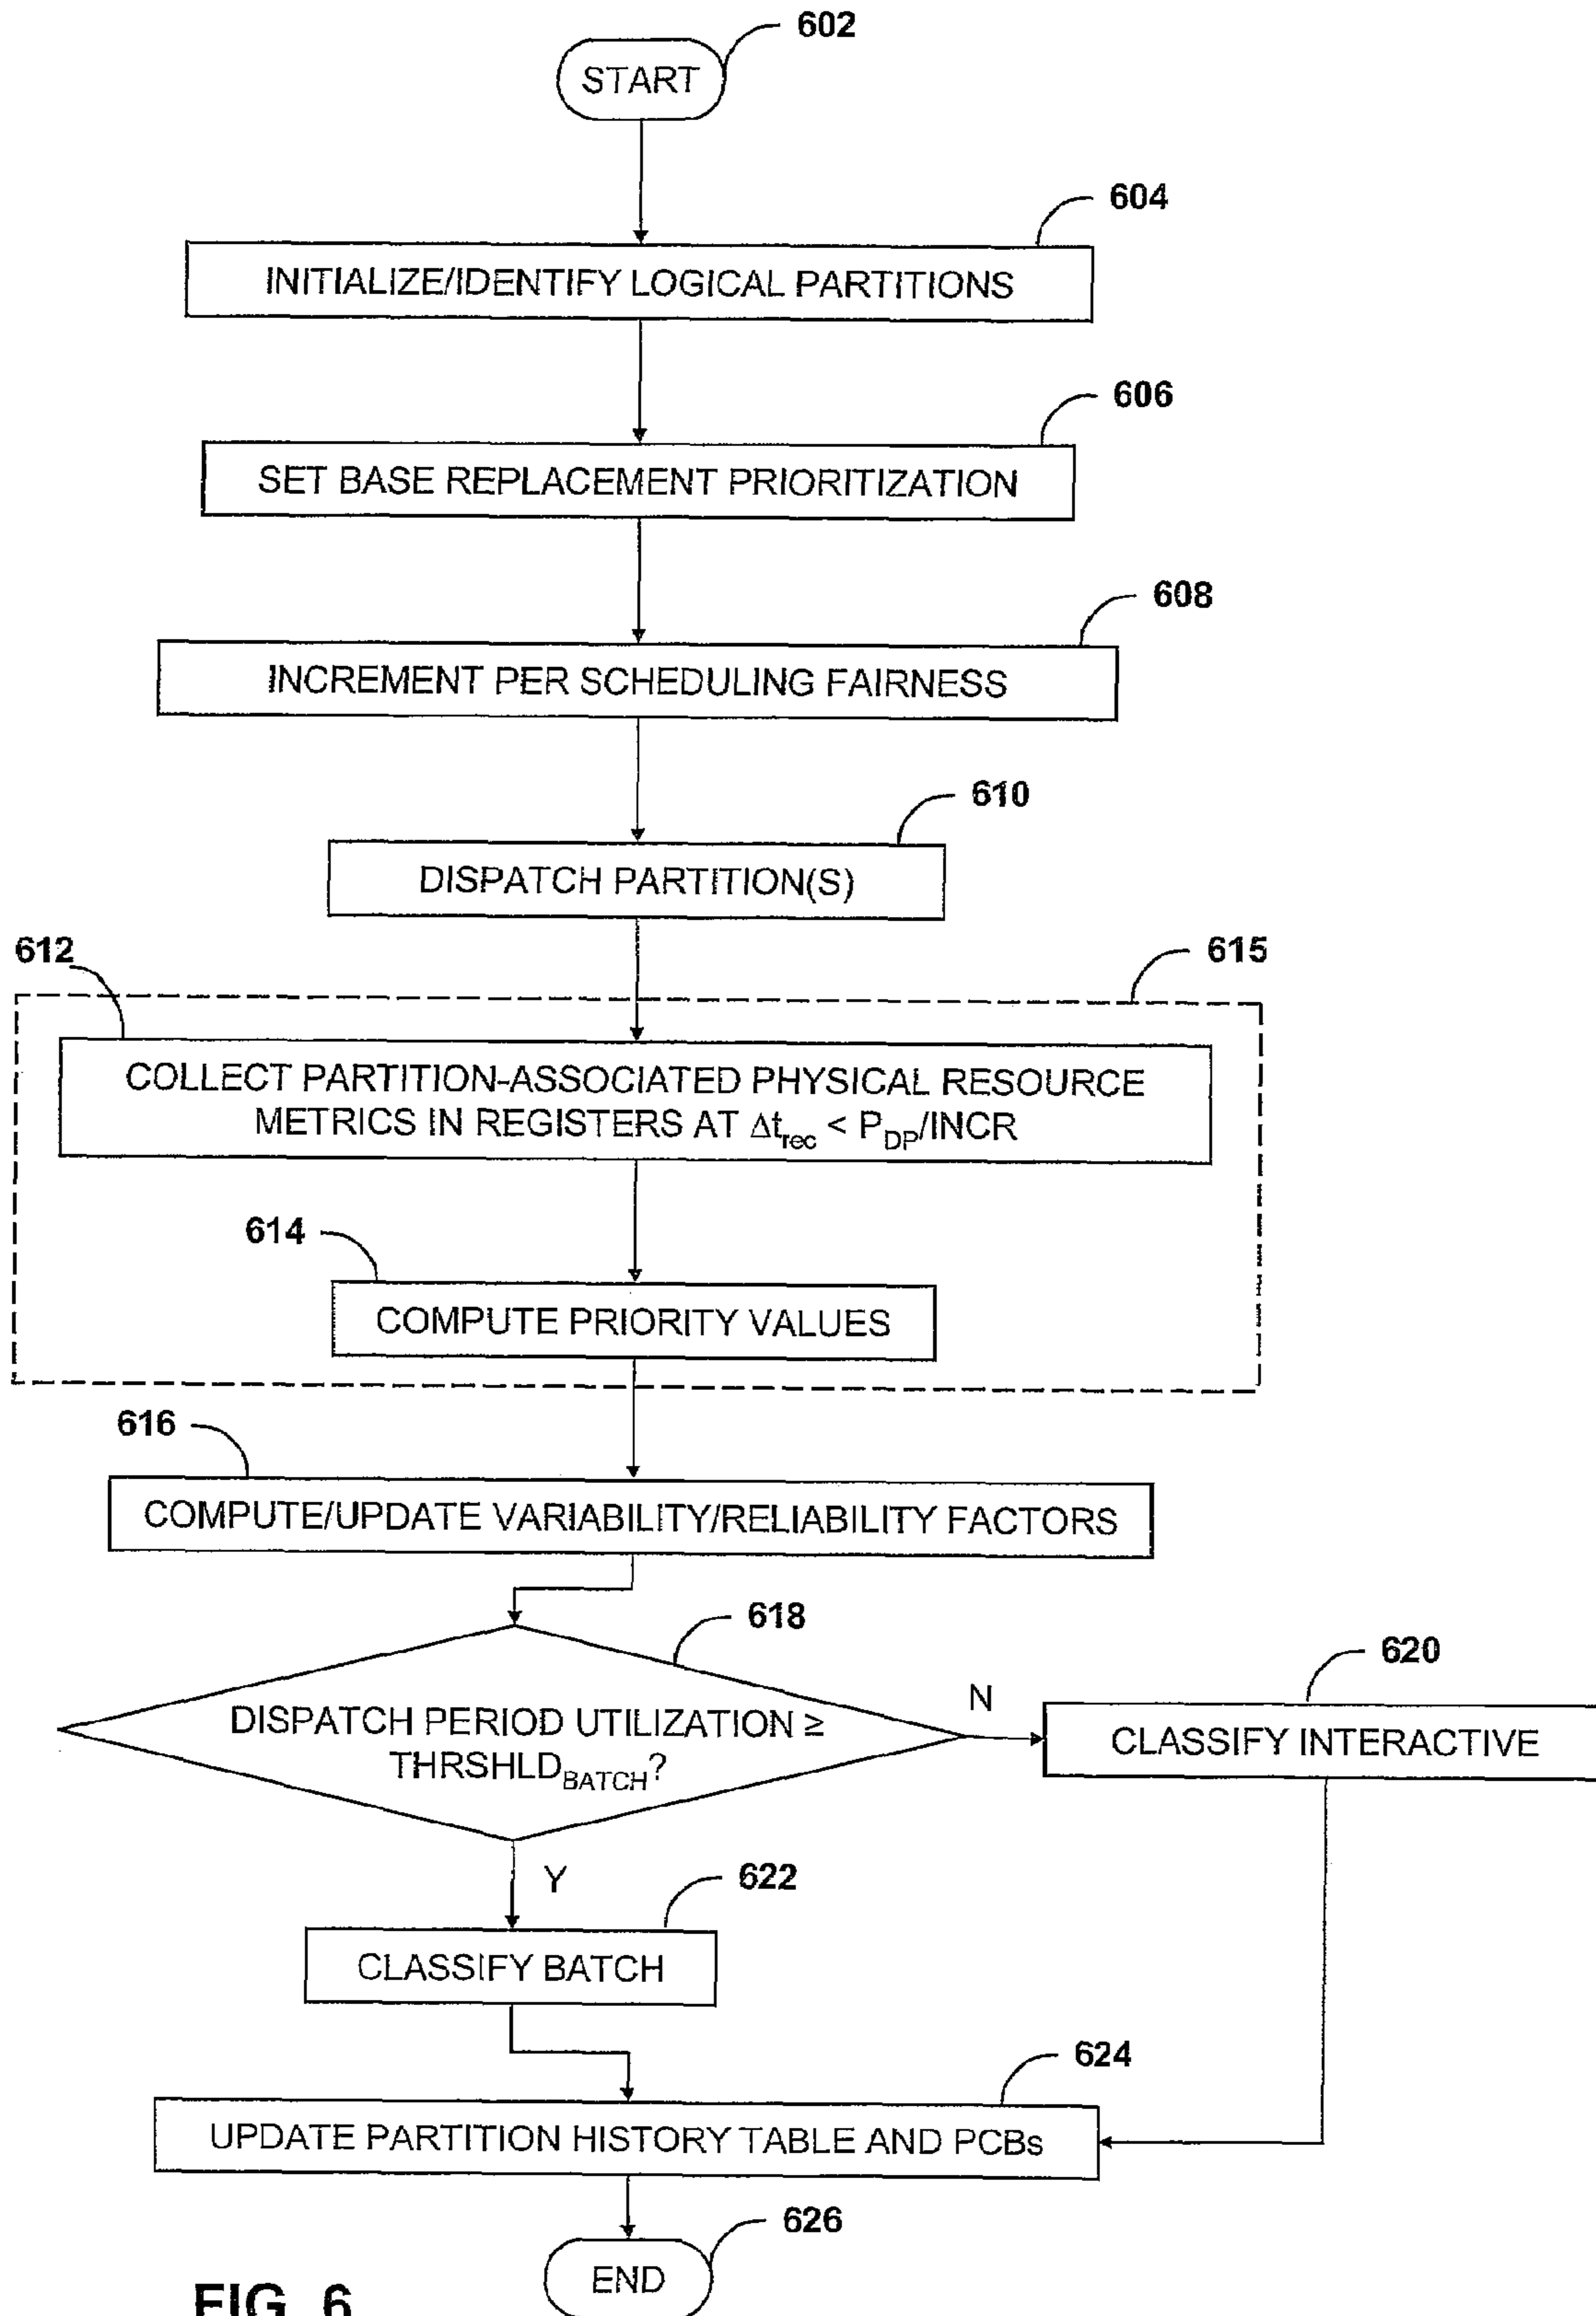 602
START
604
INITIALIZE/IDENTIFY LOGICAL PARTITIONS
606
SET BASE REPLACEMENT PRIORITIZATION
608
INCREMENT PER SCHEDULING FAIRNESS
610
DISPATCH PARTITION(S)
612
615
COLLECT PARTITION-ASSOCIATED PHYSICAL RESOURCE
METRICS IN REGISTERS AT Δt_rec < P_DP/INCR
614
COMPUTE PRIORITY VALUES
616
COMPUTE/UPDATE VARIABILITY/RELIABILITY FACTORS
618
DISPATCH PERIOD UTILIZATION ≥
THRSHLD_BATCH?
N
620
CLASSIFY INTERACTIVE
Y
622
CLASSIFY BATCH
624
UPDATE PARTITION HISTORY TABLE AND PCBs
626
END
FIG. 6